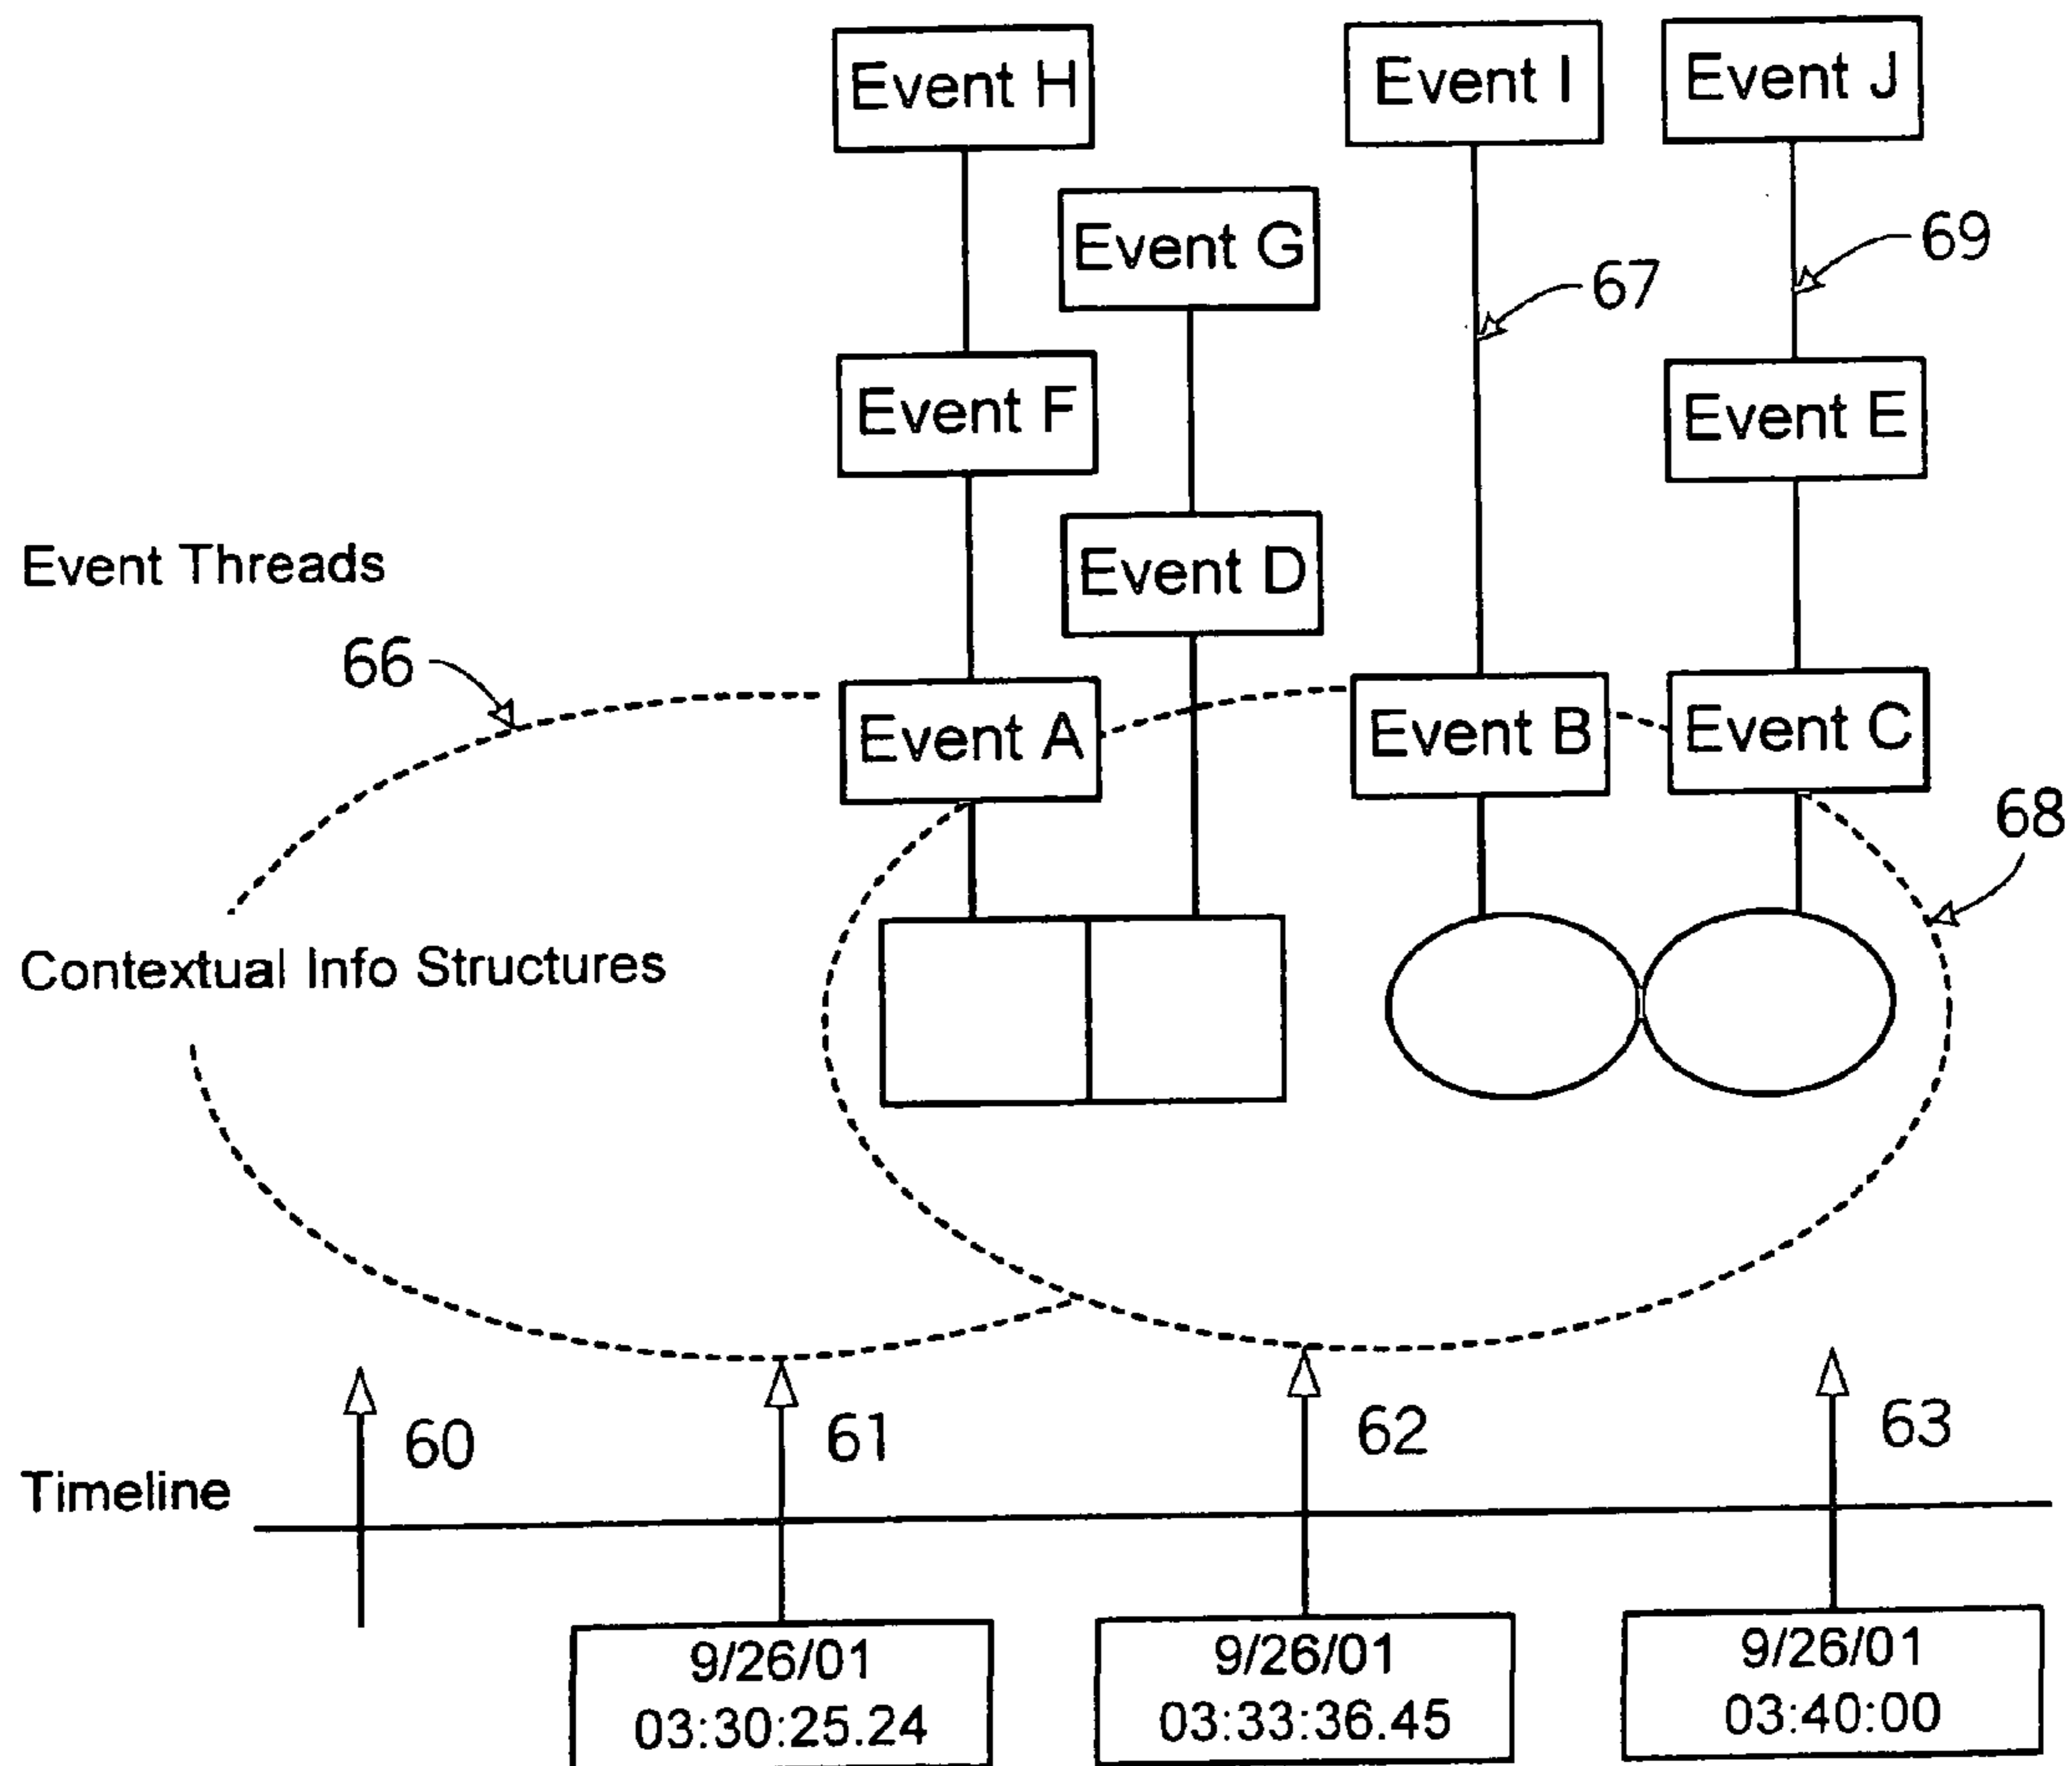 Event H
Event I
Event J
Event G
69
67
Event F
Event E
Event Threads
Event D
66
Event A
Event B
Event C
68
Contextual Info Structures
60
61
62
63
Timeline
9/26/01
03:30:25.24
9/26/01
03:33:36.45
9/26/01
03:40:00